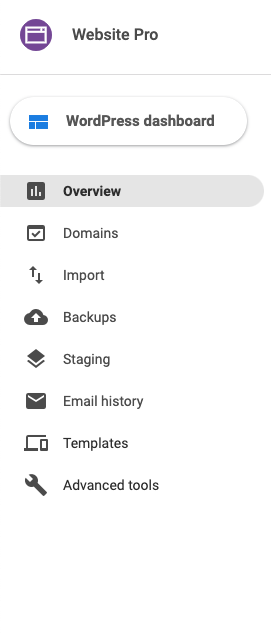 Website Pro
WordPress dashboard
Overview
Domains
Import
Backups
Staging
Email history
Templates
Advanced tools